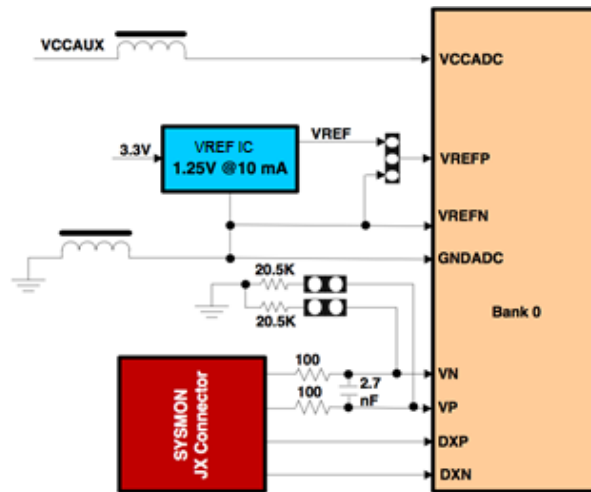 VCCAUX
VCCADC
VREF IC
1.25V @10 mA
VREF
3.3V
VREFP
VREFN
GNDADC
20.5K
20.5K
Bank 0
SYSMON
JX Connector
100
100
2.7
nF
VN
VP
DXP
DXN